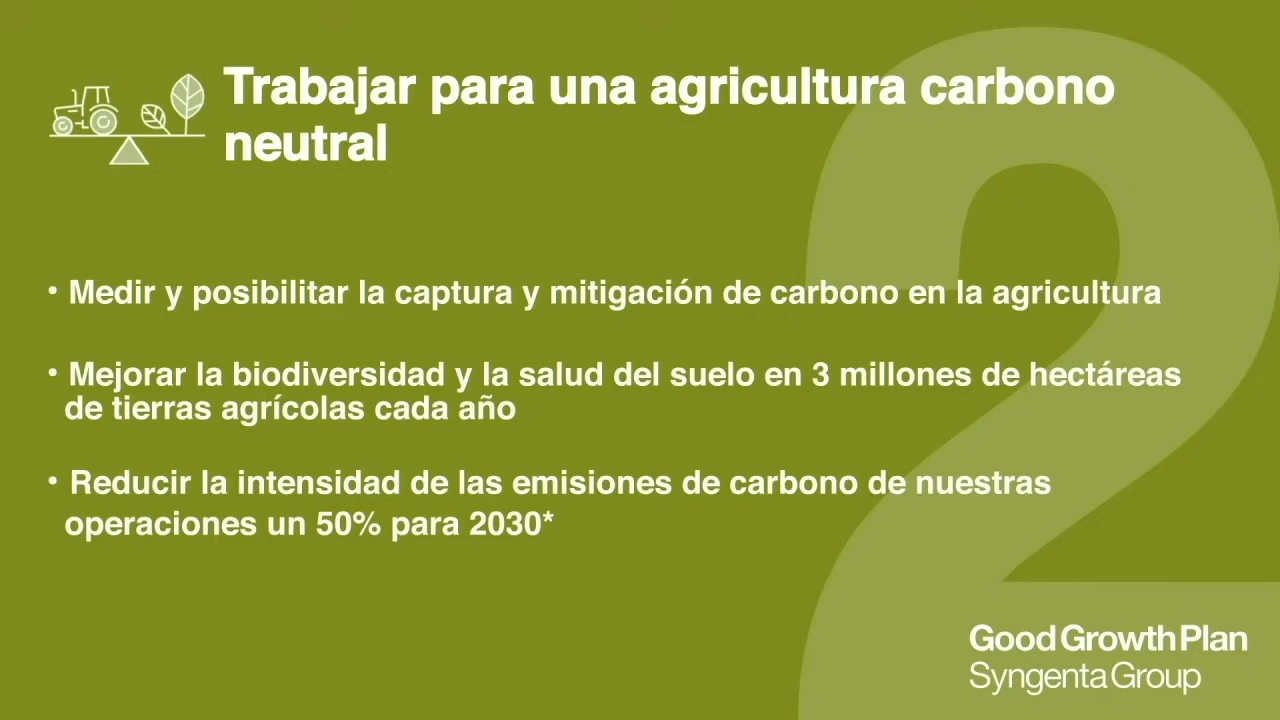 Trabajar para una agricultura carbono
neutral
• Medir y posibilitar la captura y mitigación de carbono en la agricultura
• Mejorar la biodiversidad y la salud del suelo en 3 millones de hectáreas
de tierras agrícolas cada año
• Reducir la intensidad de las emisiones de carbono de nuestras
operaciones un 50% para 2030*
2
Good Growth Plan
Syngenta Group